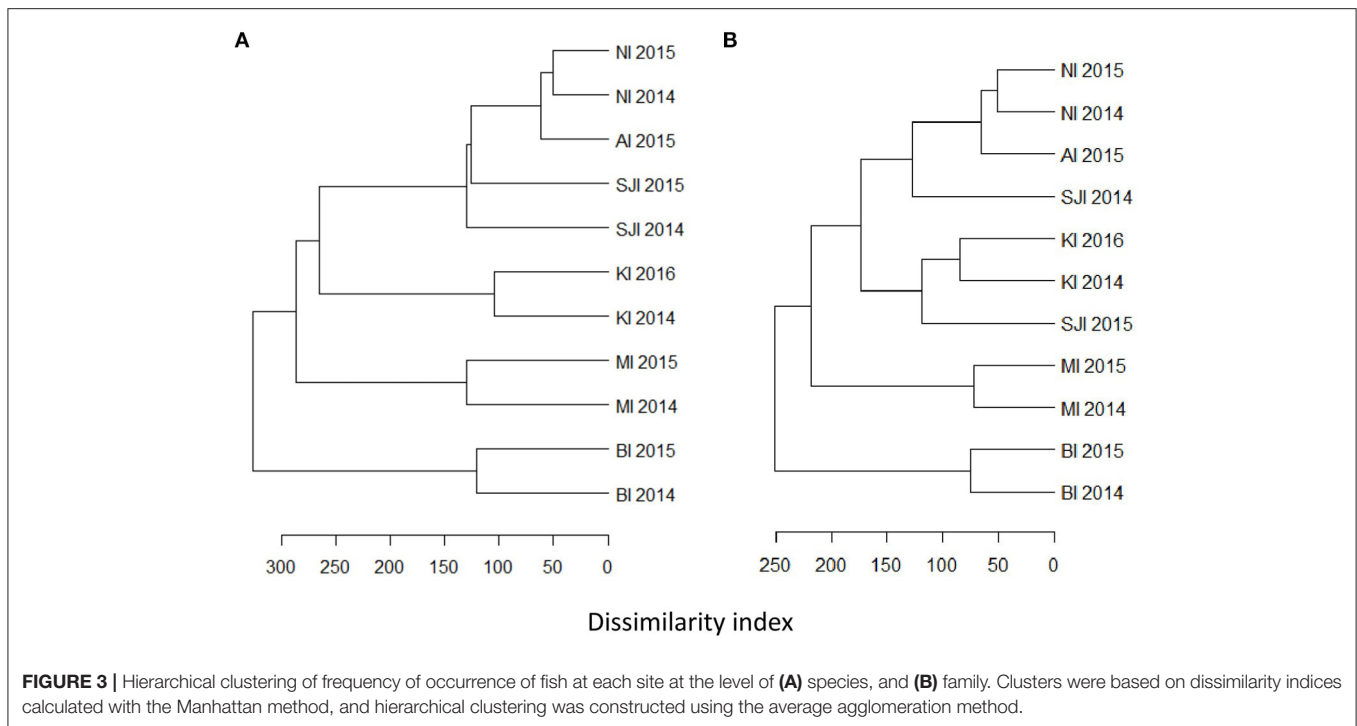 A
NI 2015
NI 2014
AI 2015
SJI 2015
SJI 2014
KI 2016
KI 2014
MI 2015
MI 2014
BI 2015
BI 2014
300 250 200 150 100 50 0
B
NI 2015
NI 2014
AI 2015
SJI 2014
KI 2016
KI 2014
SJI 2015
MI 2015
MI 2014
BI 2015
BI 2014
250 200 150 100 50 0
Dissimilarity index
FIGURE 3 | Hierarchical clustering of frequency of occurrence of fish at each site at the level of (A) species, and (B) family. Clusters were based on dissimilarity indices
calculated with the Manhattan method, and hierarchical clustering was constructed using the average agglomeration method.